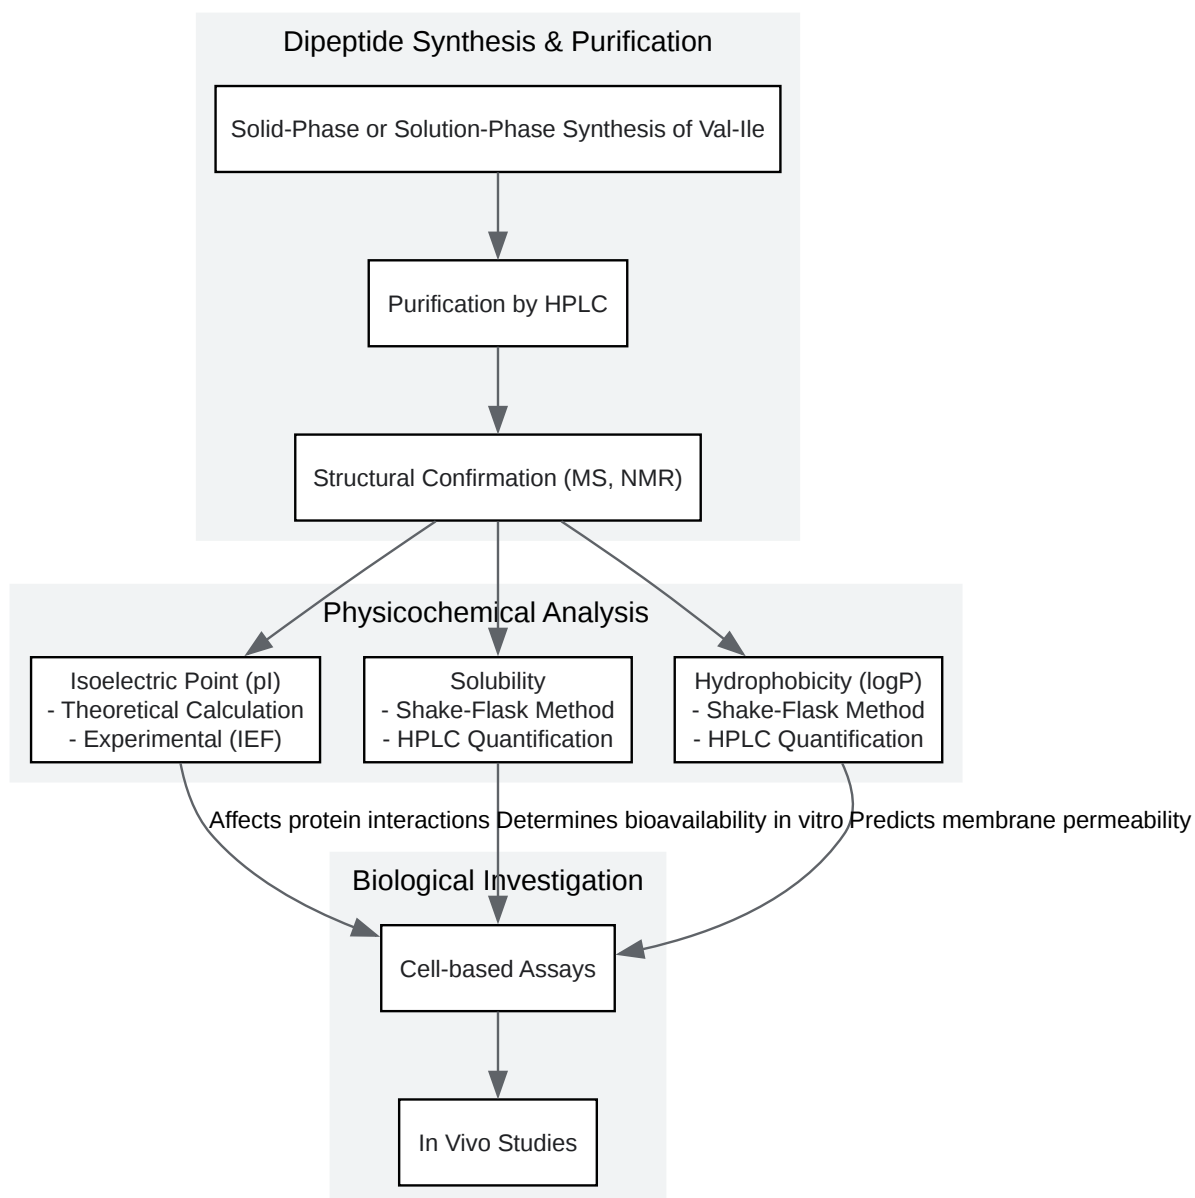 Dipeptide Synthesis & Purification
Solid-Phase or Solution-Phase Synthesis of Val-Ile
Purification by HPLC
Structural Confirmation (MS, NMR)
Physicochemical Analysis
Isoelectric Point (pI)
- Theoretical Calculation
- Experimental (IEF)
Solubility
- Shake-Flask Method
- HPLC Quantification
Hydrophobicity (logP)
- Shake-Flask Method
- HPLC Quantification
Affects protein interactions
Determines bioavailability in vitro
Predicts membrane permeability
Biological Investigation
Cell-based Assays
In Vivo Studies